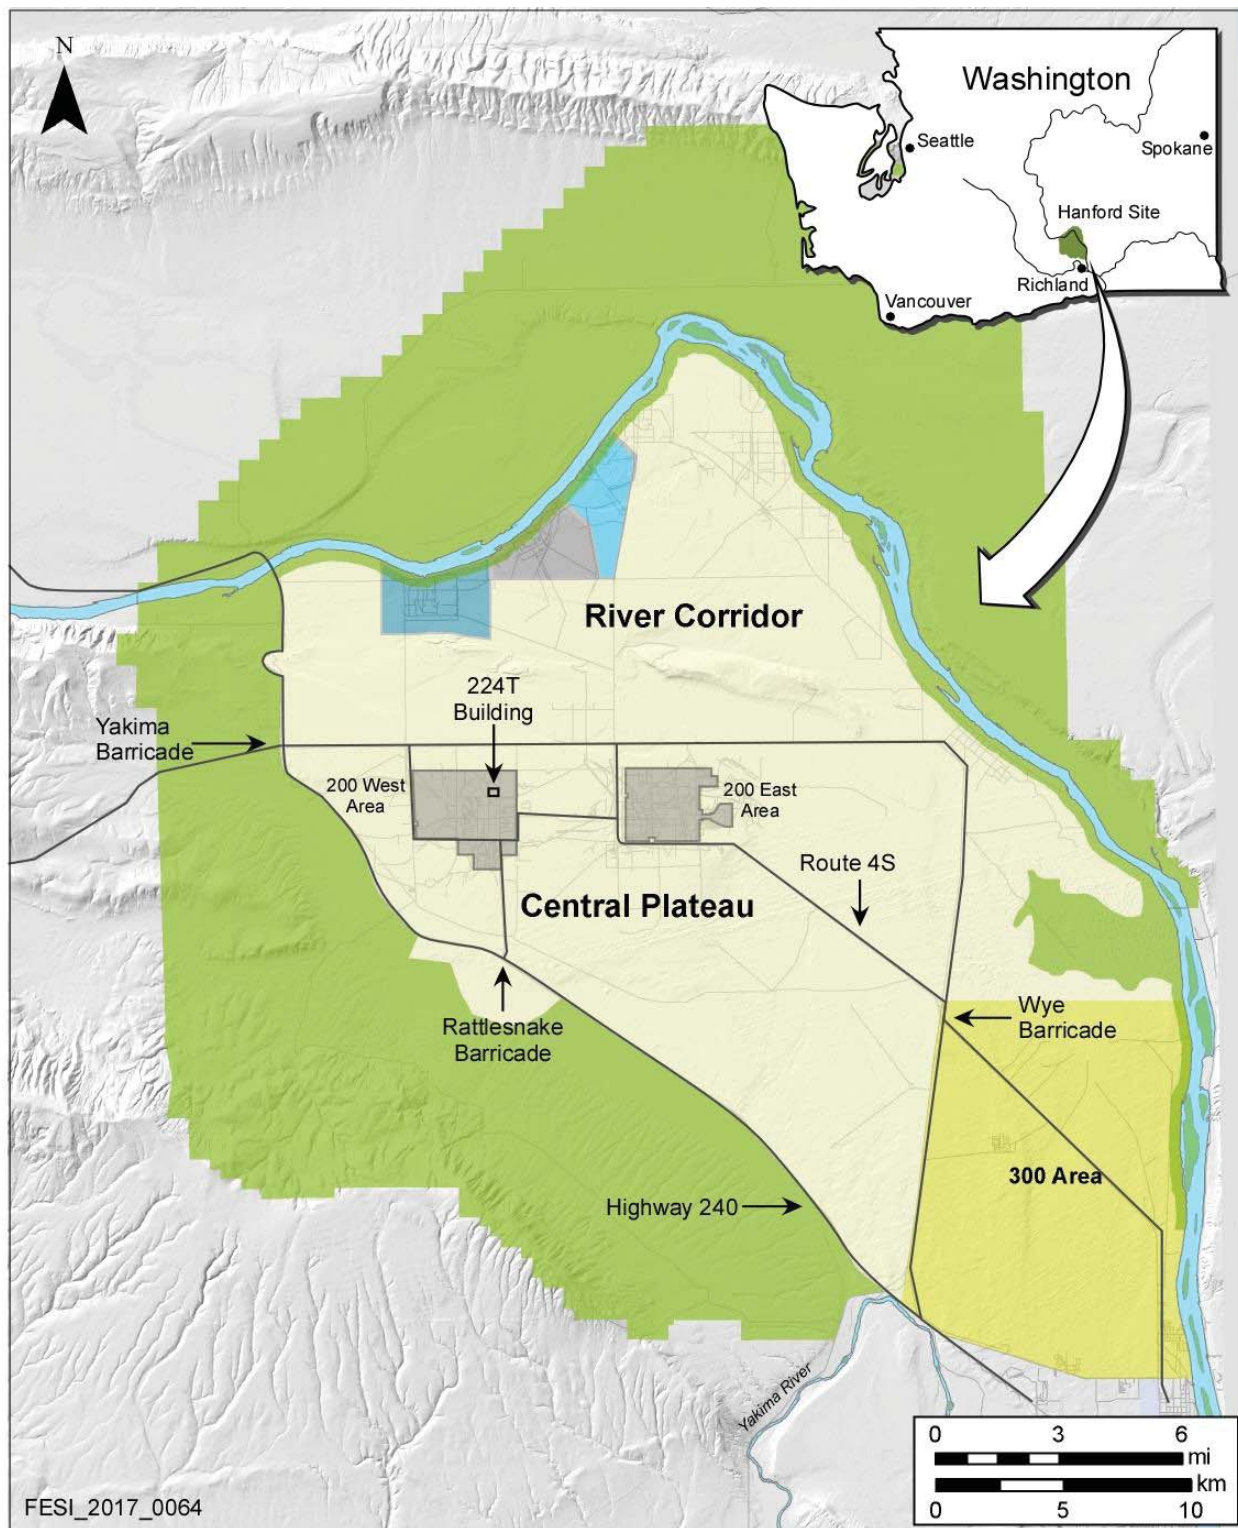 N
Washington
Seattle
Spokane
Hanford Site
Richland
Vancouver
River Corridor
224T
Building
Yakima
Barricade
200 West
Area
200 East
Area
Route 4S
Central Plateau
Wye
Barricade
Rattlesnake
Barricade
300 Area
Highway 240
Yakima River
0 3 6
mi
km
0 5 10
FESI_2017_0064